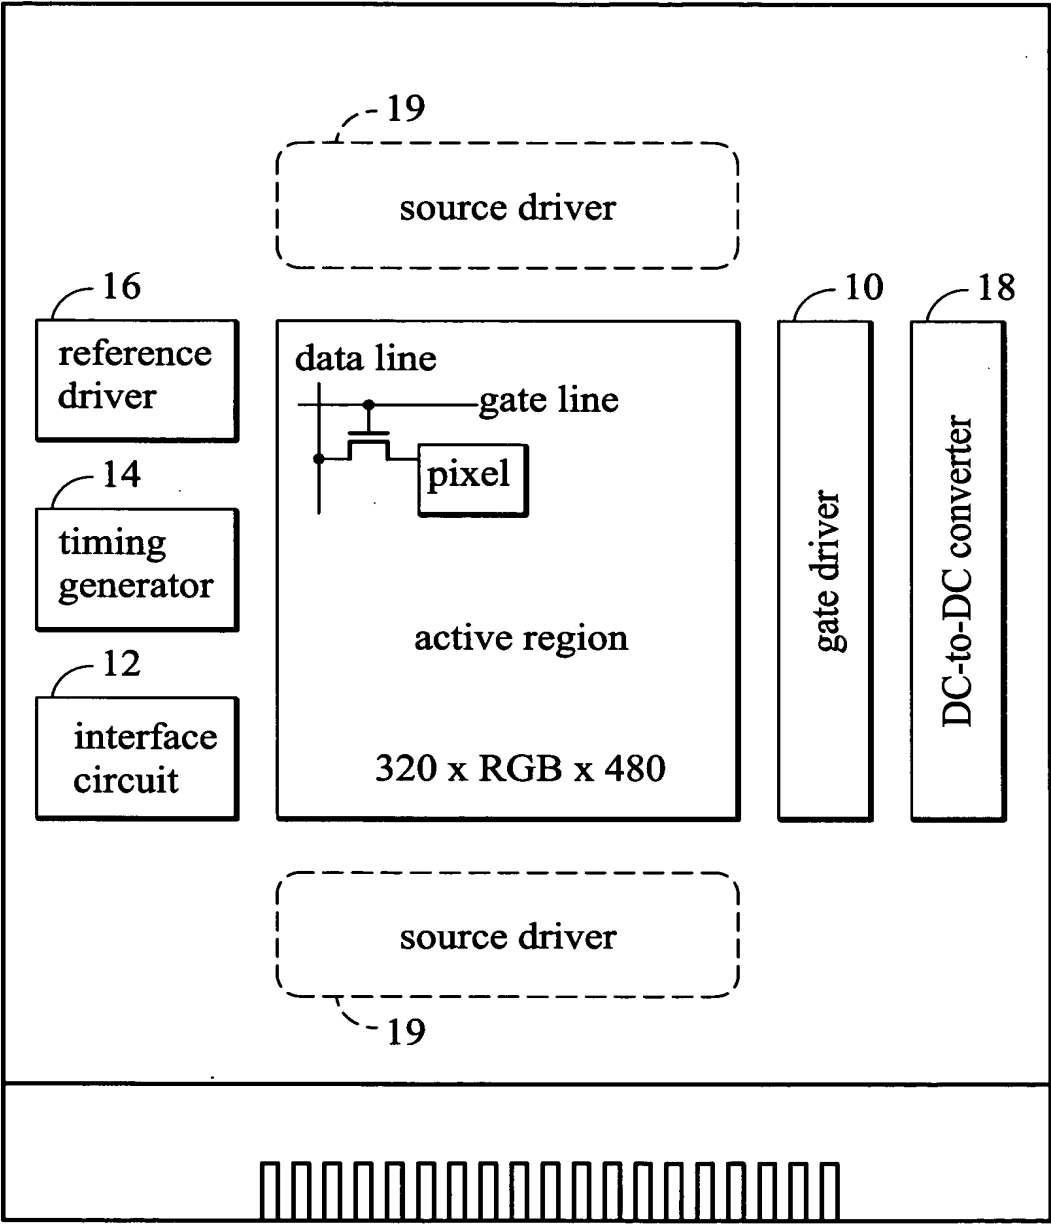 19
source driver
16
reference
driver
14
timing
generator
12
interface
circuit
data line
gate line
pixel
active region
320 x RGB x 480
10
gate driver
18
DC-to-DC converter
source driver
19